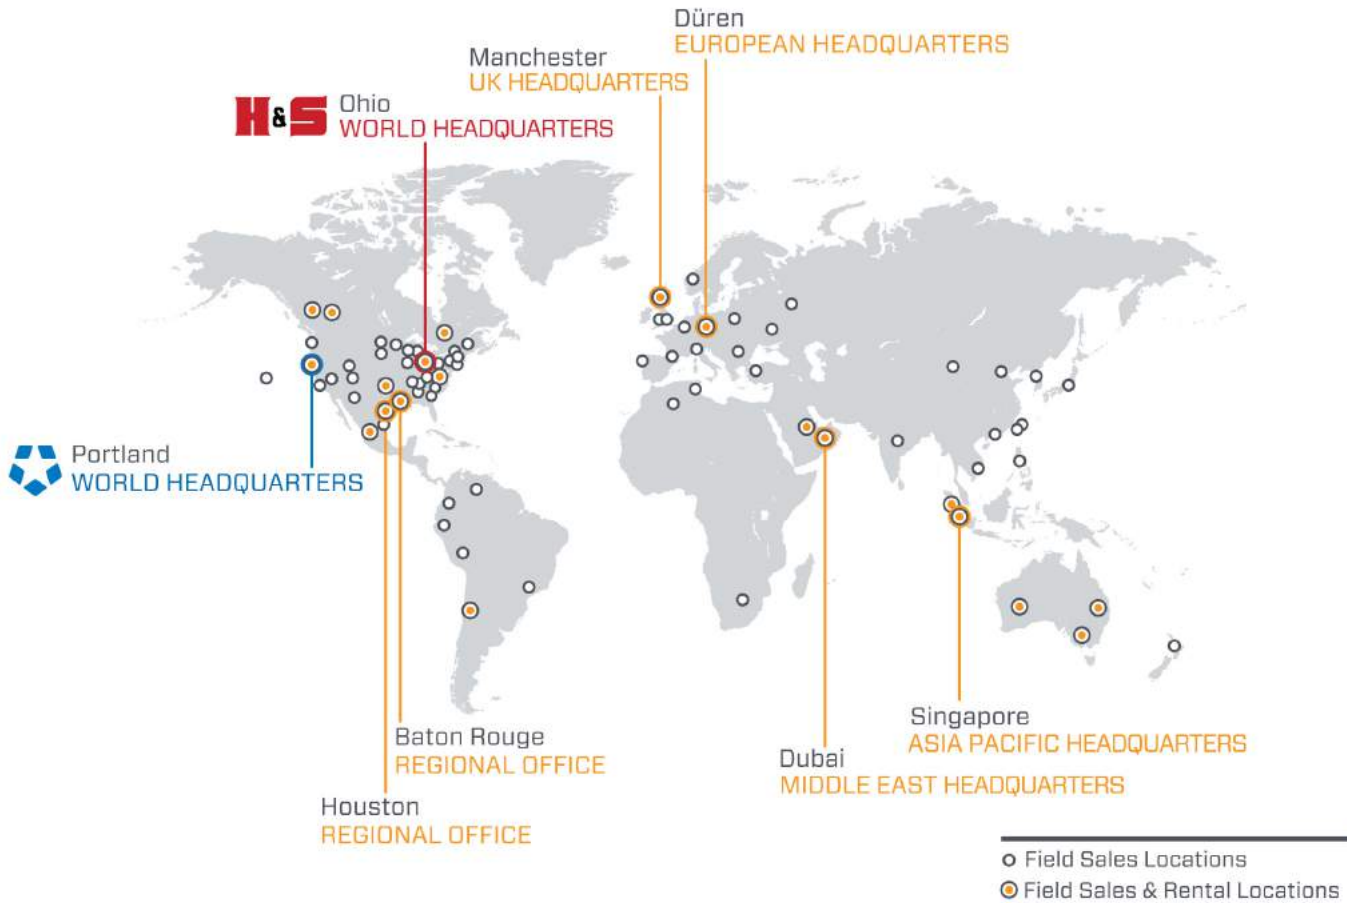 Düren
EUROPEAN HEADQUARTERS
Manchester
UK HEADQUARTERS
H&S
Ohio
WORLD HEADQUARTERS
Portland
WORLD HEADQUARTERS
Baton Rouge
REGIONAL OFFICE
Houston
REGIONAL OFFICE
Singapore
ASIA PACIFIC HEADQUARTERS
Dubai
MIDDLE EAST HEADQUARTERS
Field Sales Locations
Field Sales & Rental Locations